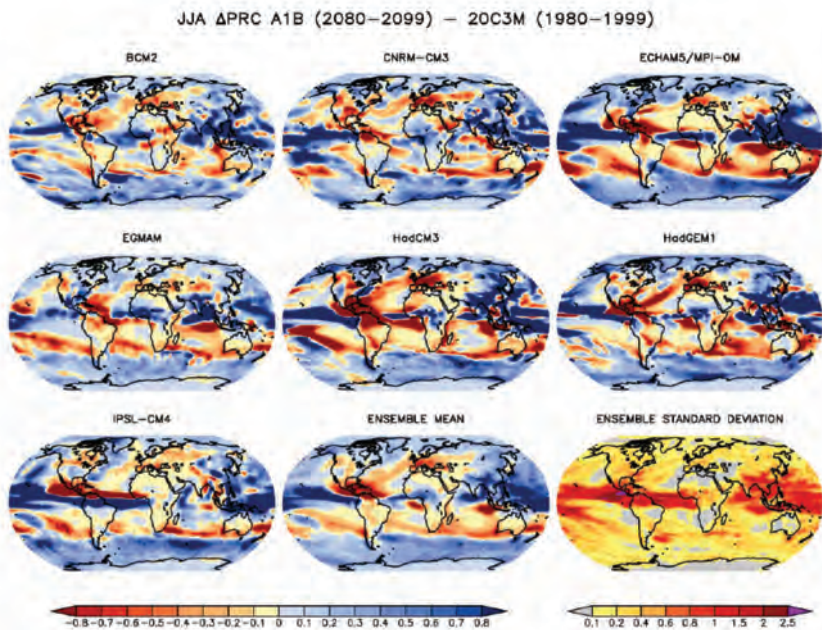 JJA ΔPRC A1B (2080−2099) − 20C3M (1980−1999)
BCM2 CNRM−CM3 ECHAM5/MPI−OM
EGMAM HadCM3 HadGEM1
IPSL−CM4 ENSEMBLE MEAN ENSEMBLE STANDARD DEVIATION
−0.8 −0.7 −0.6 −0.5 −0.4 −0.3 −0.2 −0.1 0 0.1 0.2 0.3 0.4 0.5 0.6 0.7 0.8 0.1 0.2 0.4 0.6 0.8 1 1.5 2 2.5